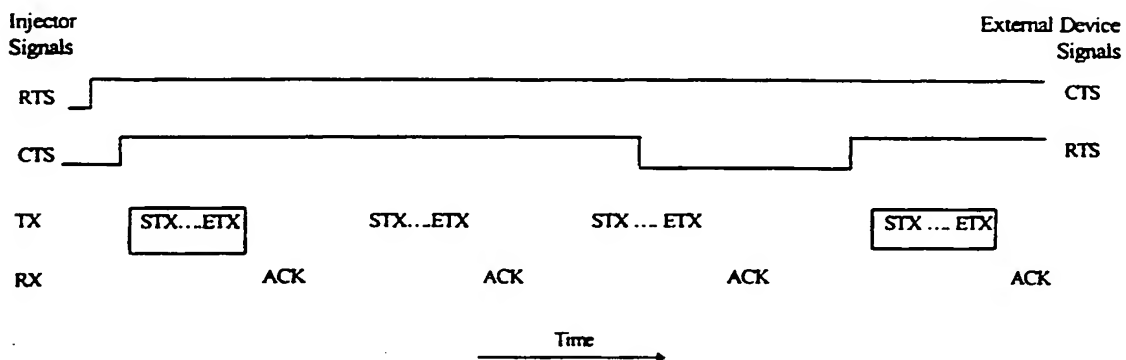 Injector
Signals
External Device
Signals
RTS
CTS
CTS
RTS
TX STX....ETX STX....ETX STX .... ETX STX .... ETX
RX ACK ACK ACK ACK
Time